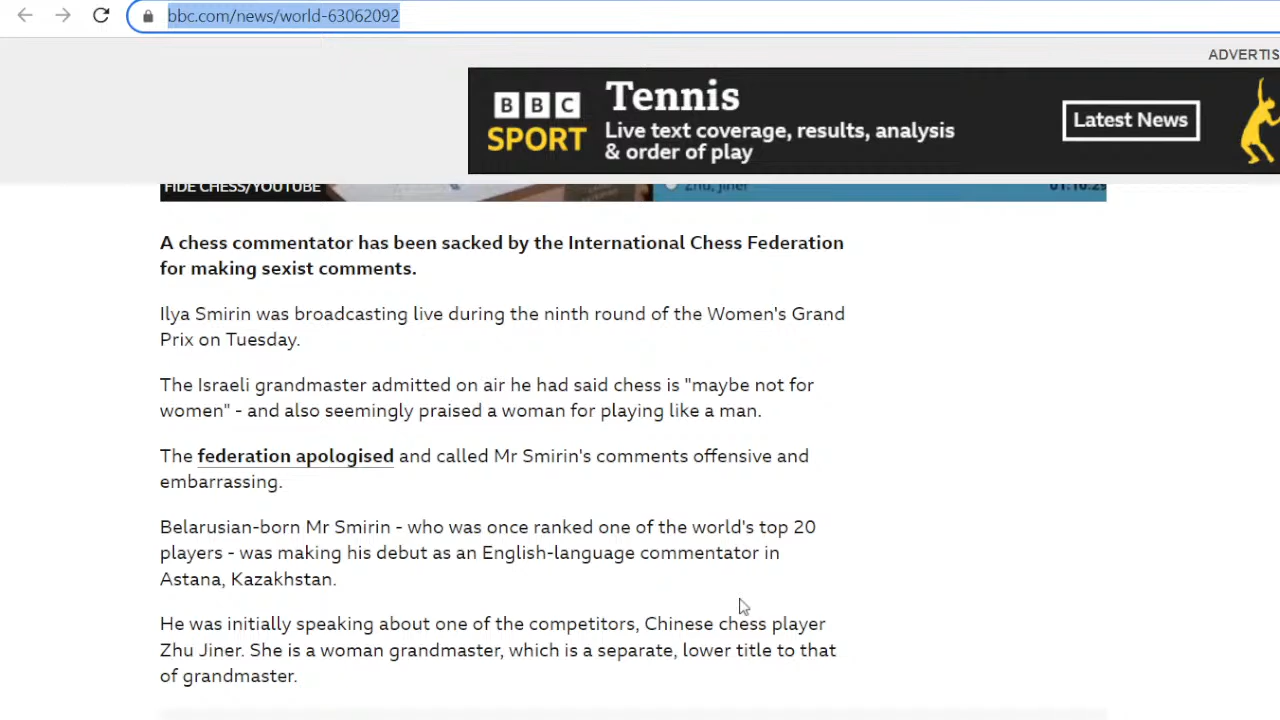 bbc.com/news/world-63062092
ADVERTIS
BBC
SPORT
Tennis
Live text coverage, results, analysis
& order of play
Latest News
FIDE CHESS/YOUTUBE
Zhu, Jiner
01:10:29
A chess commentator has been sacked by the International Chess Federation
for making sexist comments.
Ilya Smirin was broadcasting live during the ninth round of the Women's Grand
Prix on Tuesday.
The Israeli grandmaster admitted on air he had said chess is "maybe not for
women" - and also seemingly praised a woman for playing like a man.
The federation apologised and called Mr Smirin's comments offensive and
embarrassing.
Belarusian-born Mr Smirin - who was once ranked one of the world's top 20
players - was making his debut as an English-language commentator in
Astana, Kazakhstan.
He was initially speaking about one of the competitors, Chinese chess player
Zhu Jiner. She is a woman grandmaster, which is a separate, lower title to that
of grandmaster.